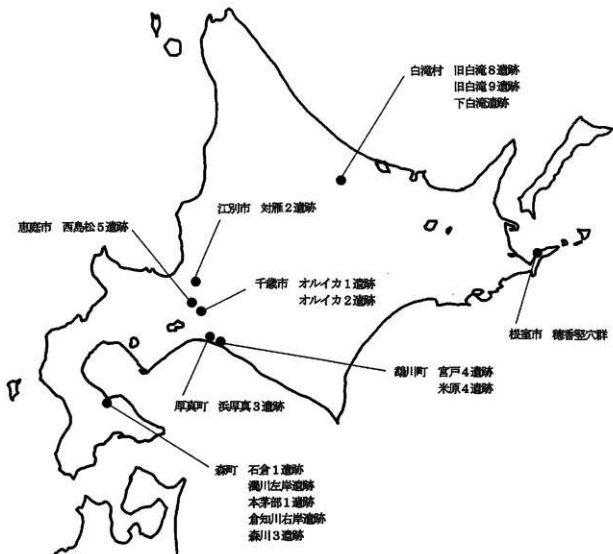 白滝村 旧白滝8遺跡
旧白滝9遺跡
下白滝遺跡
江別市 対雁2遺跡
恵庭市 西島松5遺跡
千歳市 オルイカ1遺跡
オルイカ2遺跡
根室市 穂香竪穴群
鵡川町 宮戸4遺跡
米原4遺跡
厚真町 浜厚真3遺跡
森町 石倉1遺跡
濁川左岸遺跡
本茅部1遺跡
倉知川右岸遺跡
森川3遺跡